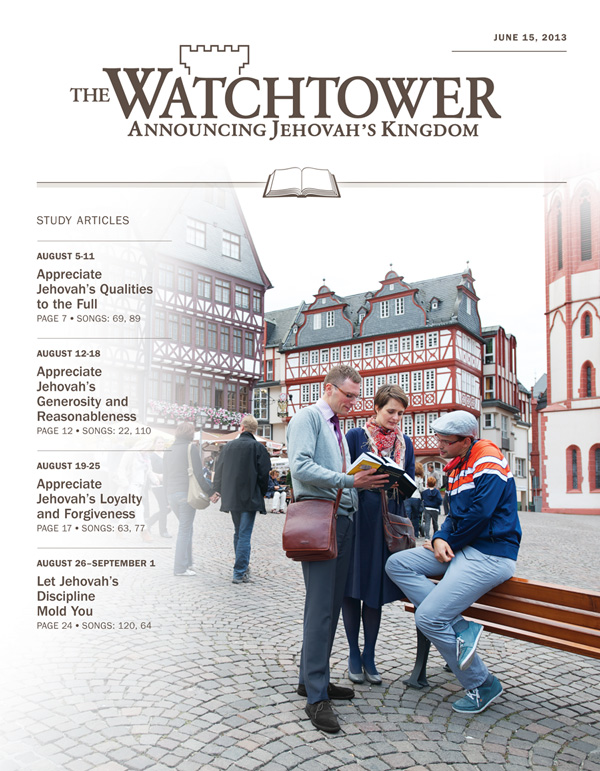 JUNE 15, 2013
THE WATCHTOWER
ANNOUNCING JEHOVAH'S KINGDOM
STUDY ARTICLES
AUGUST 5-11
Appreciate
Jehovah's Qualities
to the Full
PAGE 7 • SONGS: 69, 89
AUGUST 12-18
Appreciate
Jehovah's
Generosity and
Reasonableness
PAGE 12 • SONGS: 22, 110
AUGUST 19-25
Appreciate
Jehovah's Loyalty
and Forgiveness
PAGE 17 • SONGS: 63, 77
AUGUST 26–SEPTEMBER 1
Let Jehovah's
Discipline
Mold You
PAGE 24 • SONGS: 120, 64